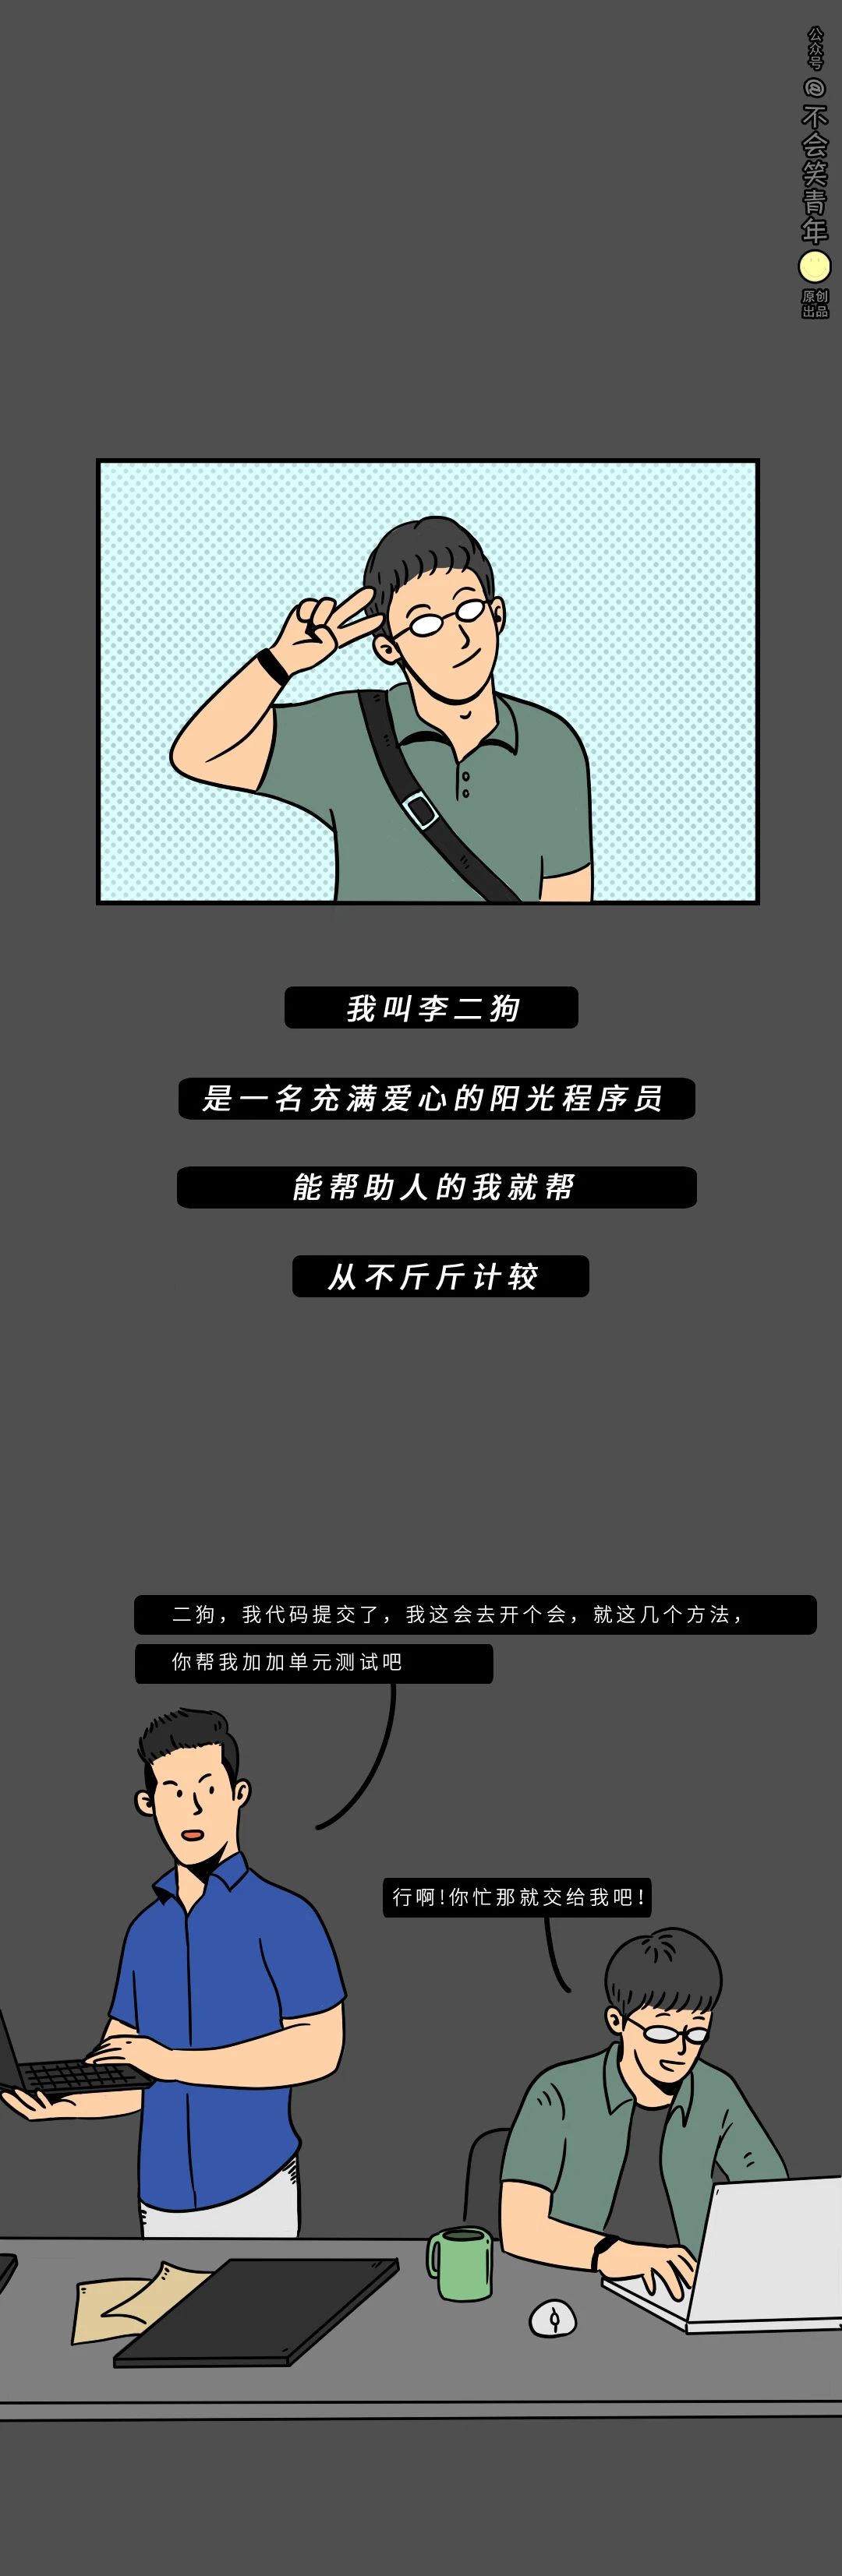 公众号
@不会笑青年
原创
出品
我叫李二狗
是一名充满爱心的阳光程序员
能帮助人的我就帮
从不斤斤计较
二狗，我代码提交了，我这会去开个会，就这几个方法，
你帮我加加单元测试吧
行啊!你忙那就交给我吧!